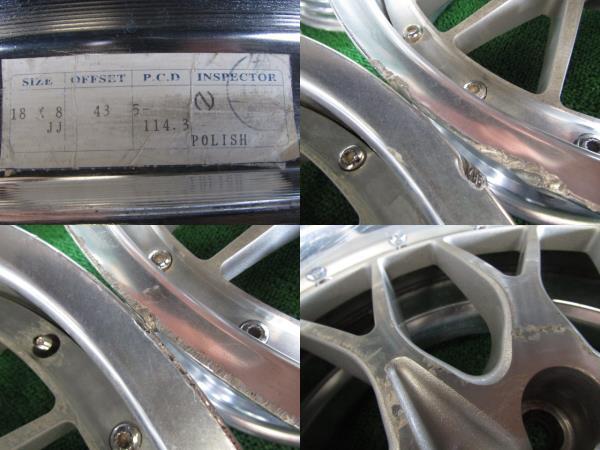 SIZE OFFSET P.C.D INSPECTOR
18 X 8 43 5-
JJ 114.3
POLISH